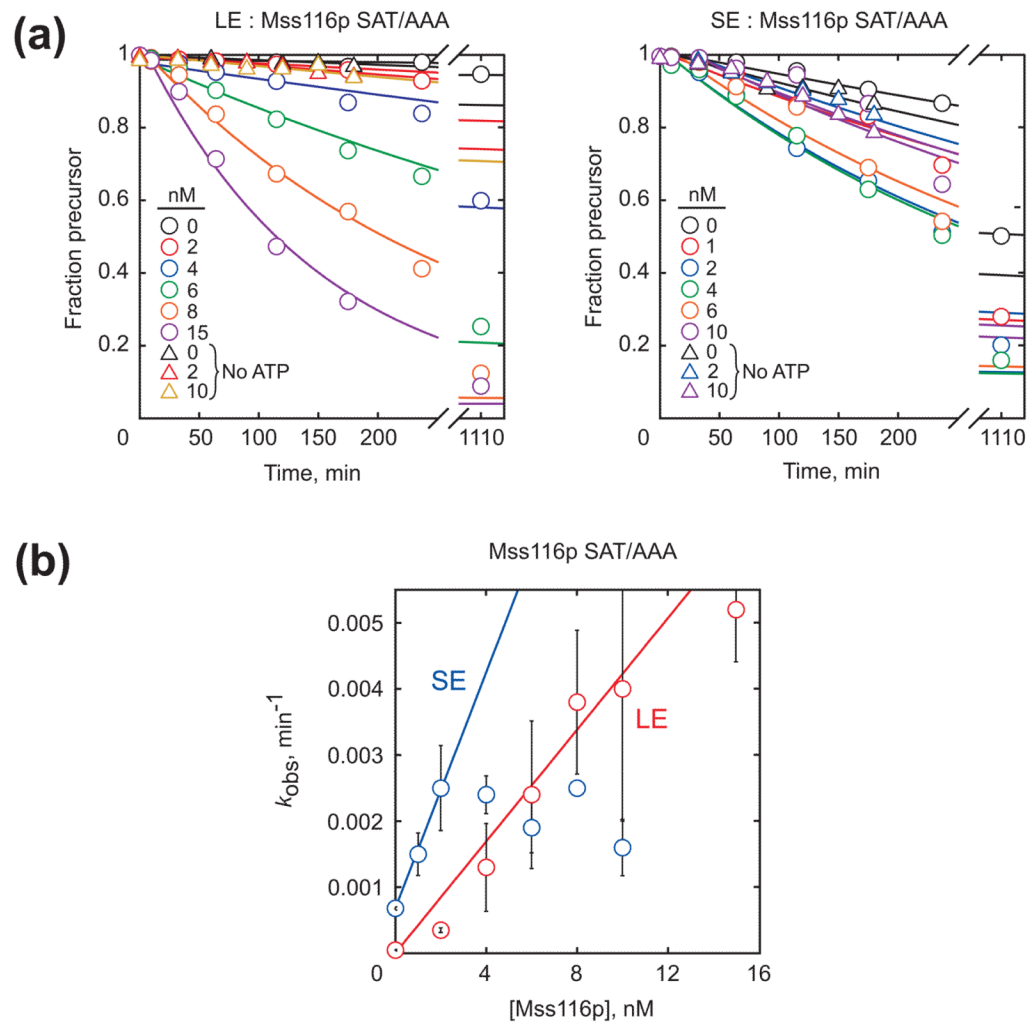 (a)
LE : Mss116p SAT/AAA
Fraction precursor
1
0.8
0.6
0.4
0.2
nM
0
2
4
6
8
15
0
2
10
No ATP
0
50
100
150
200
1110
Time, min
SE : Mss116p SAT/AAA
Fraction precursor
1
0.8
0.6
0.4
0.2
nM
0
1
2
4
6
10
0
2
10
No ATP
0
50
100
150
200
1110
Time, min
(b)
Mss116p SAT/AAA
kobs, min-1
0.005
0.004
0.003
0.002
0.001
SE
LE
0
4
8
12
16
[Mss116p], nM